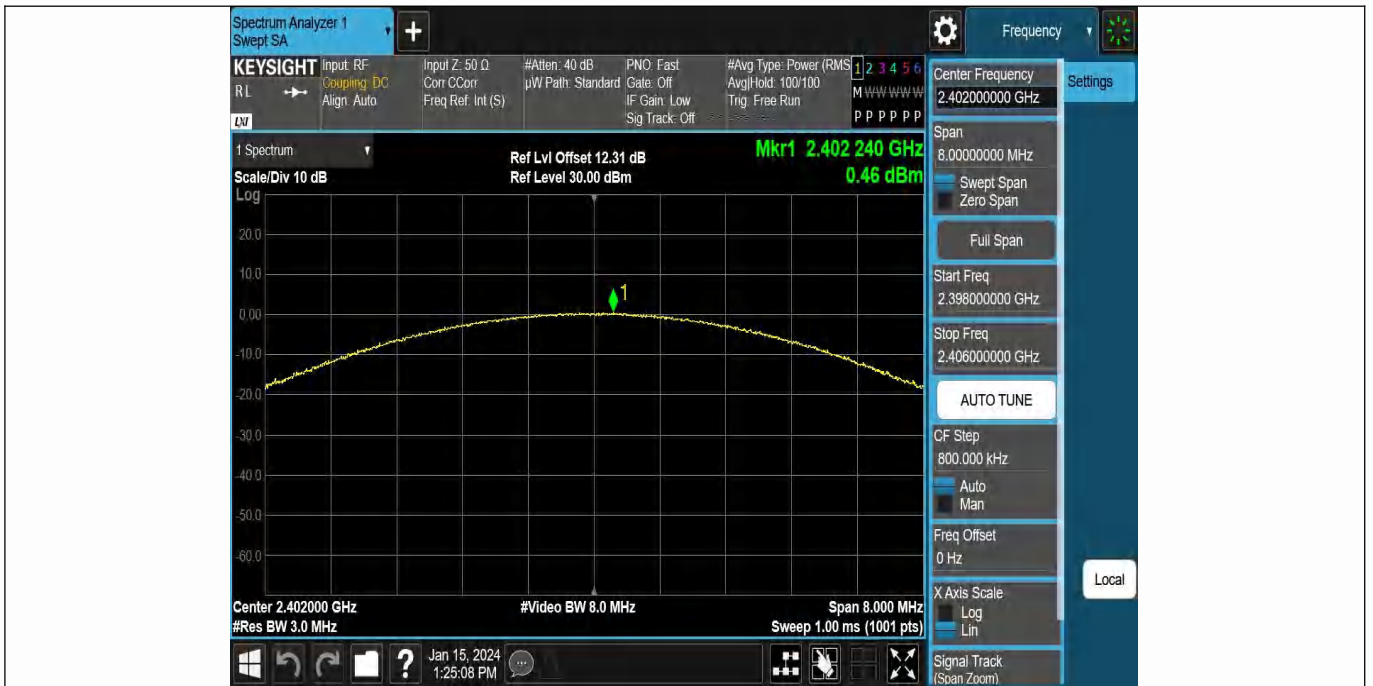 Spectrum Analyzer 1
Swept SA
+
Frequency
KEYSIGHT
RL
LXI
Input: RF
Coupling: DC
Align: Auto
Input Z: 50 Ω
Corr CCorr
Freq Ref: Int (S)
#Atten: 40 dB
µW Path: Standard
PNO: Fast
Gate: Off
IF Gain: Low
Sig Track: Off
#Avg Type: Power (RMS
Avg|Hold: 100/100
Trig: Free Run
1 2 3 4 5 6
M W W W W W
P P P P P P
1 Spectrum
Scale/Div 10 dB
Log
Ref Lvl Offset 12.31 dB
Ref Level 30.00 dBm
Mkr1 2.402 240 GHz
0.46 dBm
20.0
10.0
0.00
-10.0
-20.0
-30.0
-40.0
-50.0
-60.0
1
Center 2.402000 GHz
#Res BW 3.0 MHz
#Video BW 8.0 MHz
Span 8.000 MHz
Sweep 1.00 ms (1001 pts)
Center Frequency
2.402000000 GHz
Settings
Span
8.00000000 MHz
Swept Span
Zero Span
Full Span
Start Freq
2.398000000 GHz
Stop Freq
2.406000000 GHz
AUTO TUNE
CF Step
800.000 kHz
Auto
Man
Freq Offset
0 Hz
X Axis Scale
Log
Lin
Signal Track
(Span Zoom)
Local
?
Jan 15, 2024
1:25:08 PM